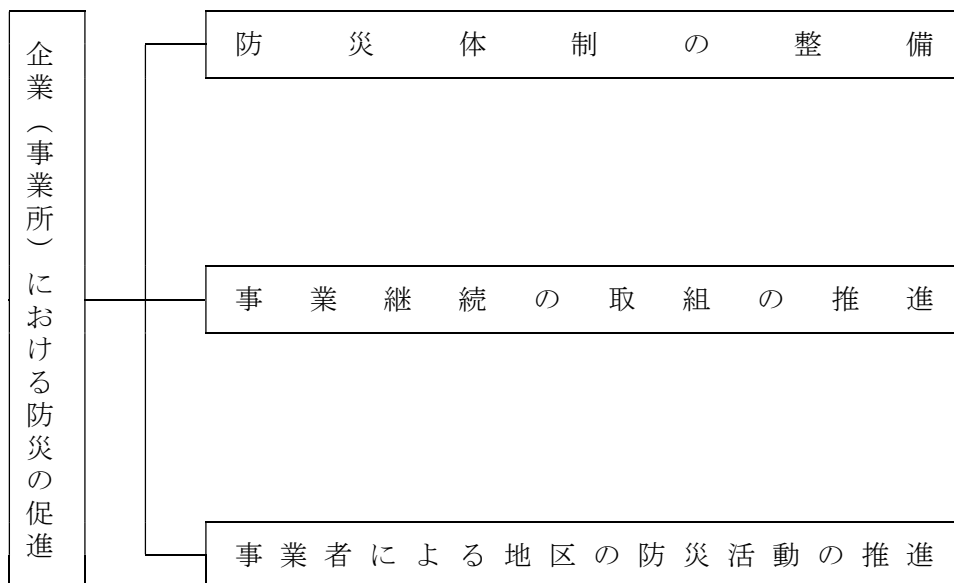 企業（事業所）における防災の促進
防災体制の整備
事業継続の取組の推進
事業者による地区の防災活動の推進